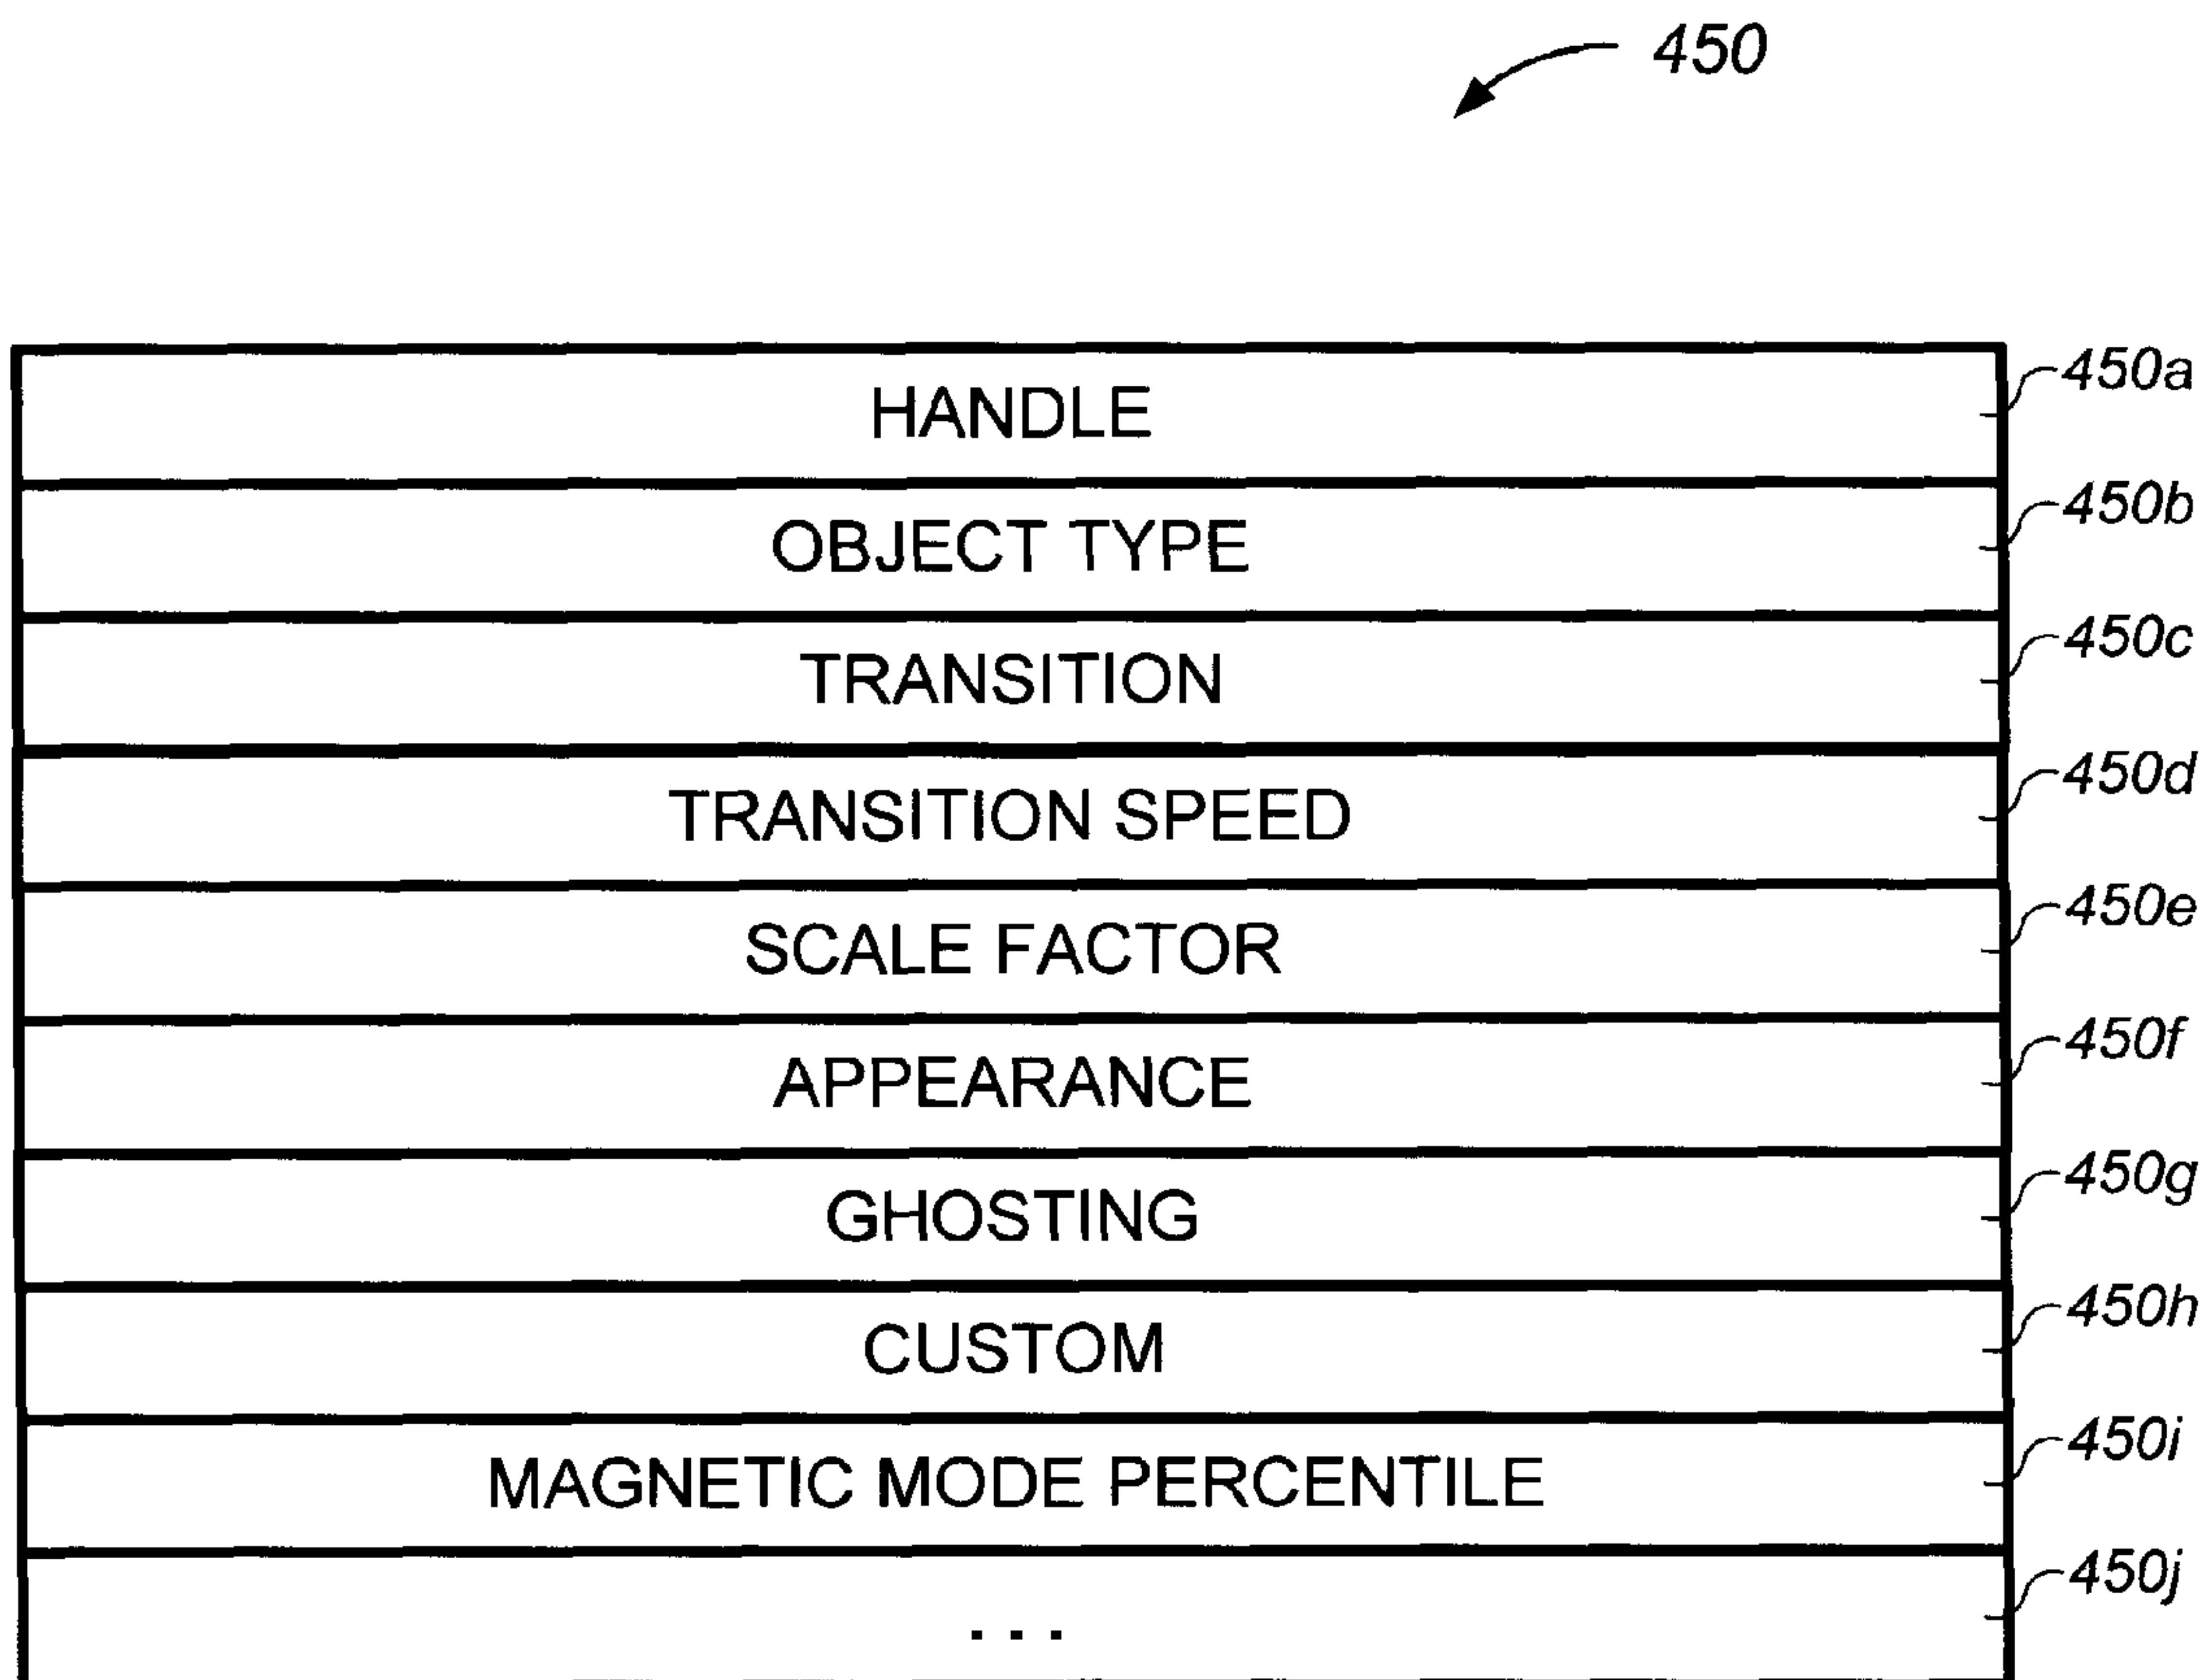 450
HANDLE 450a
OBJECT TYPE 450b
TRANSITION 450c
TRANSITION SPEED 450d
SCALE FACTOR 450e
APPEARANCE 450f
GHOSTING 450g
CUSTOM 450h
MAGNETIC MODE PERCENTILE 450i
... 450j